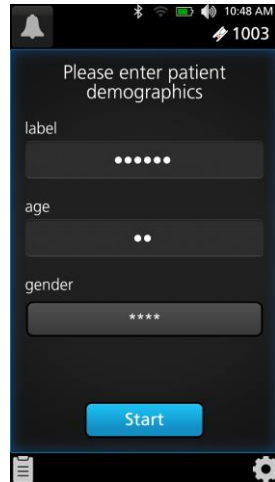 10:48 AM
1003
Please enter patient
demographics
label
••••••
age
••
gender
****
Start